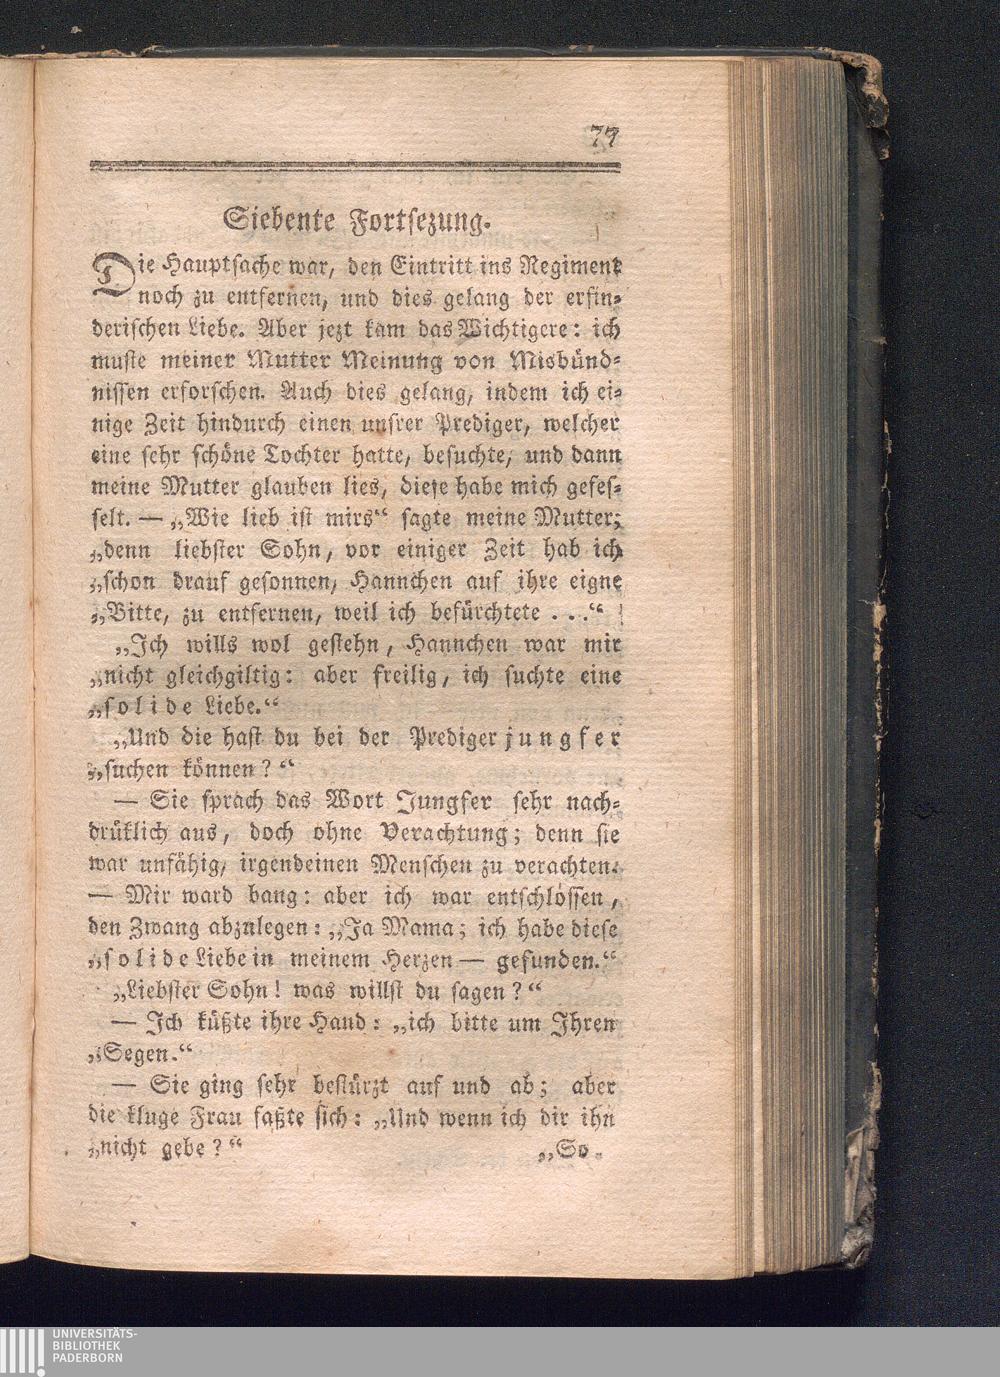 77
Siebente Fortsezung.
Die Hauptsache war, den Eintritt ins Regiment
noch zu entfernen, und dies gelang der erfin⸗
derischen Liebe. Aber jezt kam das Wichtigere: ich
muste meiner Mutter Meinung von Misbünd⸗
nissen erforschen. Auch dies gelang, indem ich ei⸗
nige Zeit hindurch einen unsrer Prediger, welcher
eine sehr schöne Tochter hatte, besuchte, und dann
meine Mutter glauben lies, diese habe mich gefes⸗
selt. — „Wie lieb ist mirs“ sagte meine Mutter;
„denn liebster Sohn, vor einiger Zeit hab ich
„schon drauf gesonnen, Hannchen auf ihre eigne
„Bitte, zu entfernen, weil ich befürchtete . . .“
„Ich wills wol gestehn, Hannchen war mir
„nicht gleichgiltig: aber freilig, ich suchte eine
„solide Liebe.“
„Und die hast du bei der Predigerjungfer
„suchen können?“
— Sie sprach das Wort Jungfer sehr nach⸗
drüklich aus, doch ohne Verachtung; denn sie
war unfähig, irgendeinen Menschen zu verachten.
— Mir ward bang: aber ich war entschlossen,
den Zwang abzulegen: „Ja Mama; ich habe diese
„solide Liebe in meinem Herzen — gefunden.“
„Liebster Sohn! was willst du sagen?“
— Ich küßte ihre Hand: „ich bitte um Ihren
„Segen.“
— Sie ging sehr bestürzt auf und ab; aber
die kluge Frau faßte sich: „Und wenn ich dir ihn
„nicht gebe?“
„So
UNIVERSITÄTS-
BIBLIOTHEK
PADERBORN